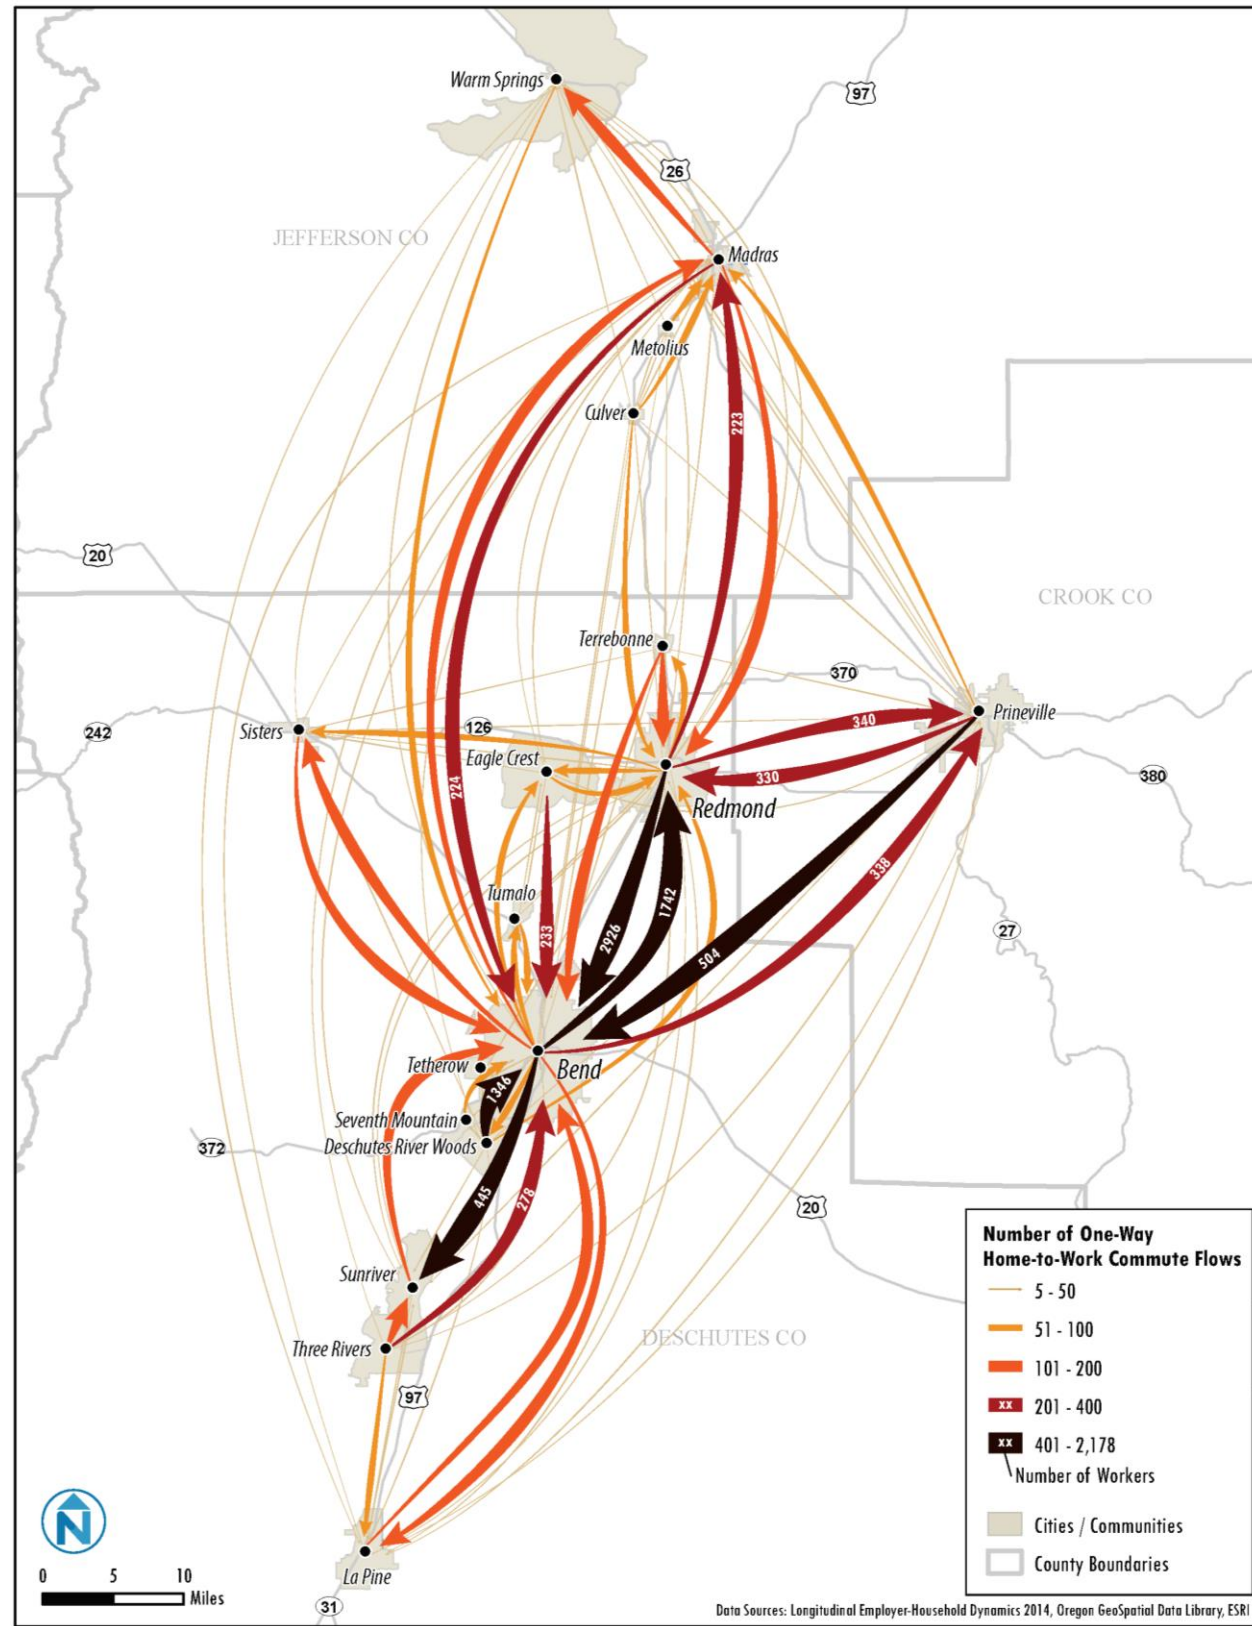 Warm Springs
97
26
JEFFERSON CO
Madras
Metolius
Culver
223
20
CROOK CO
Terrebonne
370
Prineville
Sisters
242
126
340
Eagle Crest
224
330
380
Redmond
338
Tumalo
1742
2926
233
504
27
Tetherow
Bend
1346
Seventh Mountain
Deschutes River Woods
372
445
278
20
Sunriver
Three Rivers
DESCHUTES CO
97
La Pine
31
Number of One-Way
Home-to-Work Commute Flows
5 - 50
51 - 100
101 - 200
xx 201 - 400
xx 401 - 2,178
Number of Workers
Cities / Communities
County Boundaries
N
0 5 10
Miles
Data Sources: Longitudinal Employer-Household Dynamics 2014, Oregon GeoSpatial Data Library, ESRI